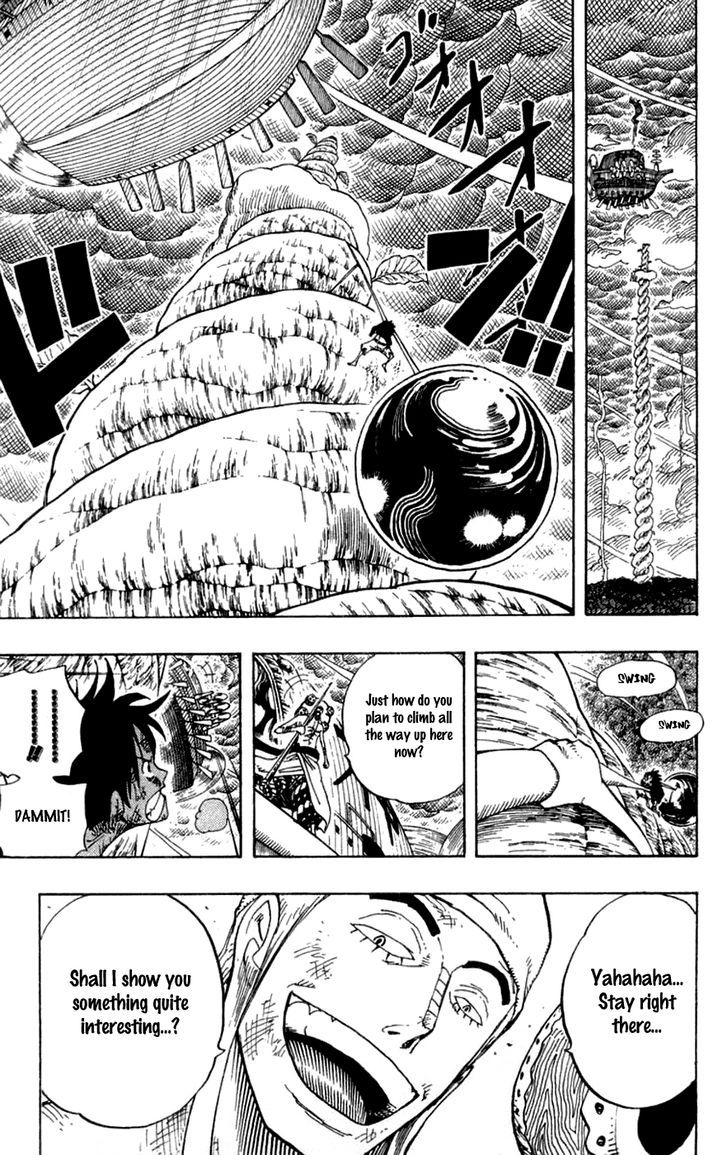 ゴオオオ
ドン!!
SWING
SWING
Just how do you
plan to climb all
the way up here
now?
!!
DAMMIT!
Yahahaha...
Stay right
there...
Shall I show you
something quite
interesting...?